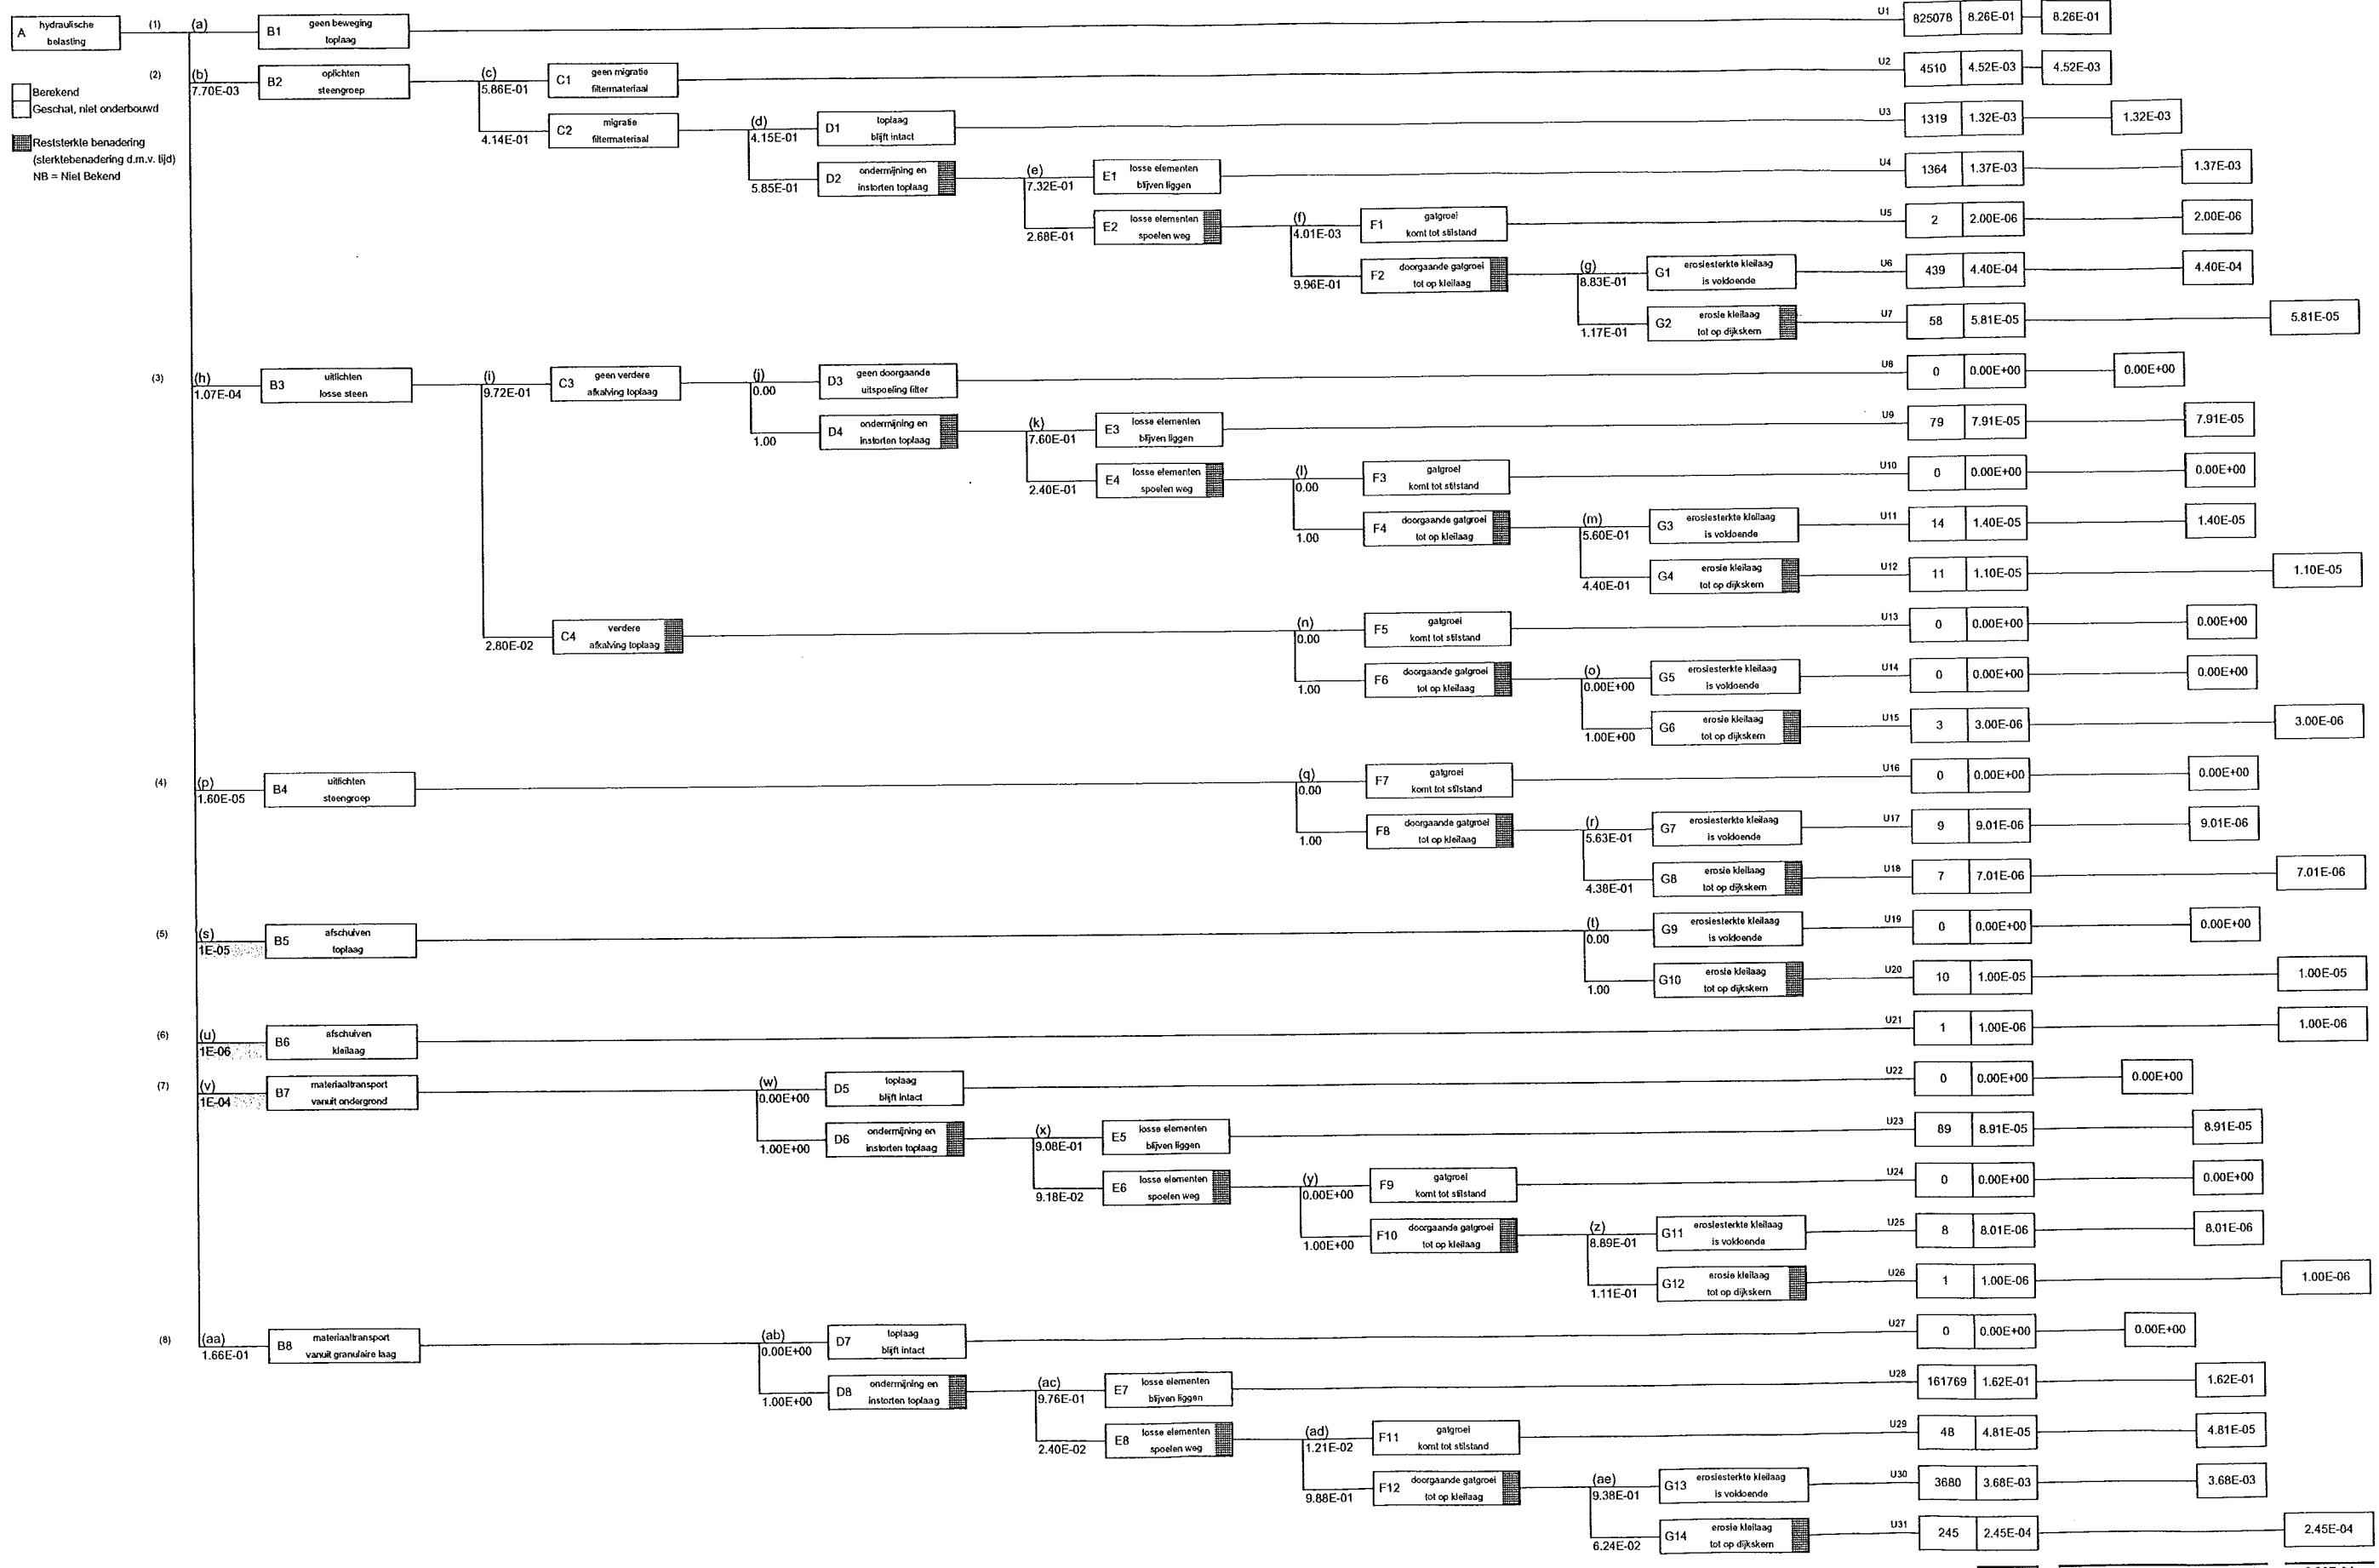 A hydraulische belasting
(1) (a)
B1 geen beweging toplaag
U1 825078 8.26E-01 8.26E-01
(2) (b) 7.70E-03
B2 oplichten steengroep
(c) 5.86E-01
C1 geen migratie filtermateriaal
U2 4510 4.52E-03 4.52E-03
Berekend
Geschat, niet onderbouwd
Reststerkte benadering
(sterktebenadering d.m.v. tijd)
NB = Niet Bekend
4.14E-01
C2 migratie filtermateriaal
(d) 4.15E-01
D1 toplaag blijft intact
U3 1319 1.32E-03 1.32E-03
5.85E-01
D2 ondermijning en instorten toplaag
(e) 7.32E-01
E1 losse elementen blijven liggen
U4 1364 1.37E-03 1.37E-03
2.68E-01
E2 losse elementen spoelen weg
(f) 4.01E-03
F1 gatgroei komt tot stilstand
U5 2 2.00E-06 2.00E-06
9.96E-01
F2 doorgaande gatgroei tot op kleilaag
(g) 8.83E-01
G1 erosiesterkte kleilaag is voldoende
U6 439 4.40E-04 4.40E-04
1.17E-01
G2 erosie kleilaag tot op dijkskern
U7 58 5.81E-05 5.81E-05
(3) (h) 1.07E-04
B3 uitlichten losse steen
(i) 9.72E-01
C3 geen verdere afkalving toplaag
(j) 0.00
D3 geen doorgaande uitspoeling filter
U8 0 0.00E+00 0.00E+00
1.00
D4 ondermijning en instorten toplaag
(k) 7.60E-01
E3 losse elementen blijven liggen
U9 79 7.91E-05 7.91E-05
2.40E-01
E4 losse elementen spoelen weg
(l) 0.00
F3 gatgroei komt tot stilstand
U10 0 0.00E+00 0.00E+00
1.00
F4 doorgaande gatgroei tot op kleilaag
(m) 5.60E-01
G3 erosiesterkte kleilaag is voldoende
U11 14 1.40E-05 1.40E-05
4.40E-01
G4 erosie kleilaag tot op dijkskern
U12 11 1.10E-05 1.10E-05
2.80E-02
C4 verdere afkalving toplaag
(n) 0.00
F5 gatgroei komt tot stilstand
U13 0 0.00E+00 0.00E+00
1.00
F6 doorgaande gatgroei tot op kleilaag
(o) 0.00E+00
G5 erosiesterkte kleilaag is voldoende
U14 0 0.00E+00 0.00E+00
1.00E+00
G6 erosie kleilaag tot op dijkskern
U15 3 3.00E-06 3.00E-06
(4) (p) 1.60E-05
B4 uitlichten steengroep
(q) 0.00
F7 gatgroei komt tot stilstand
U16 0 0.00E+00 0.00E+00
1.00
F8 doorgaande gatgroei tot op kleilaag
(r) 5.63E-01
G7 erosiesterkte kleilaag is voldoende
U17 9 9.01E-06 9.01E-06
4.38E-01
G8 erosie kleilaag tot op dijkskern
U18 7 7.01E-06 7.01E-06
(5) (s) 1E-05
B5 afschuiven toplaag
(t) 0.00
G9 erosiesterkte kleilaag is voldoende
U19 0 0.00E+00 0.00E+00
1.00
G10 erosie kleilaag tot op dijkskern
U20 10 1.00E-05 1.00E-05
(6) (u) 1E-06
B6 afschuiven kleilaag
U21 1 1.00E-06 1.00E-06
(7) (v) 1E-04
B7 materiaaltransport vanuit ondergrond
(w) 0.00E+00
D5 toplaag blijft intact
U22 0 0.00E+00 0.00E+00
1.00E+00
D6 ondermijning en instorten toplaag
(x) 9.08E-01
E5 losse elementen blijven liggen
U23 89 8.91E-05 8.91E-05
9.18E-02
E6 losse elementen spoelen weg
(y) 0.00E+00
F9 gatgroei komt tot stilstand
U24 0 0.00E+00 0.00E+00
1.00E+00
F10 doorgaande gatgroei tot op kleilaag
(z) 8.89E-01
G11 erosiesterkte kleilaag is voldoende
U25 8 8.01E-06 8.01E-06
1.11E-01
G12 erosie kleilaag tot op dijkskern
U26 1 1.00E-06 1.00E-06
(8) (aa) 1.66E-01
B8 materiaaltransport vanuit granulaire laag
(ab) 0.00E+00
D7 toplaag blijft intact
U27 0 0.00E+00 0.00E+00
1.00E+00
D8 ondermijning en instorten toplaag
(ac) 9.76E-01
E7 losse elementen blijven liggen
U28 161769 1.62E-01 1.62E-01
2.40E-02
E8 losse elementen spoelen weg
(ad) 1.21E-02
F11 gatgroei komt tot stilstand
U29 48 4.81E-05 4.81E-05
9.88E-01
F12 doorgaande gatgroei tot op kleilaag
(ae) 9.38E-01
G13 erosiesterkte kleilaag is voldoende
U30 3680 3.68E-03 3.68E-03
6.24E-02
G14 erosie kleilaag tot op dijkskern
U31 245 2.45E-04 2.45E-04